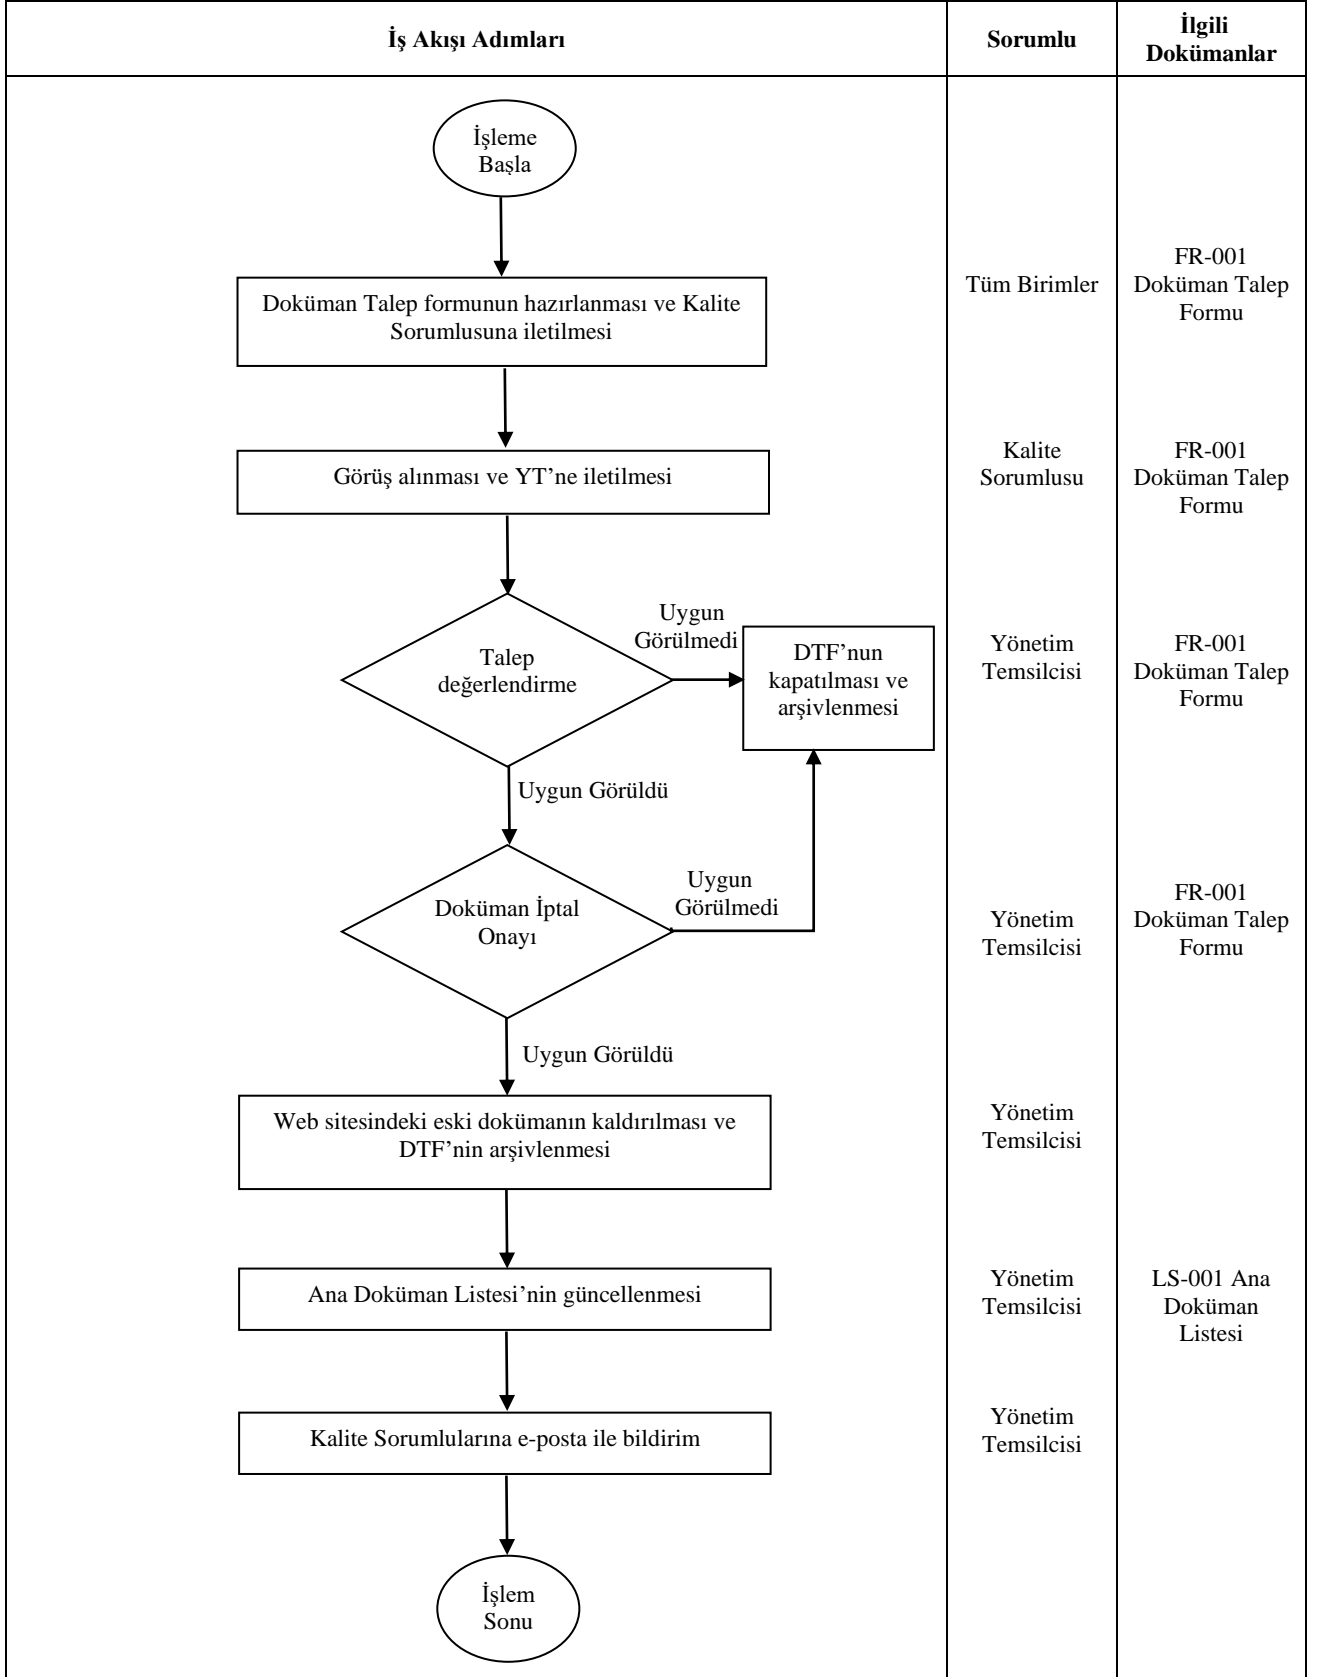 İş Akışı Adımları
Sorumlu
İlgili
Dokümanlar
İşleme
Başla
Doküman Talep formunun hazırlanması ve Kalite
Sorumlusuna iletilmesi
Tüm Birimler
FR-001
Doküman Talep
Formu
Görüş alınması ve YT’ne iletilmesi
Kalite
Sorumlusu
FR-001
Doküman Talep
Formu
Talep
değerlendirme
Uygun
Görülmedi
DTF’nun
kapatılması ve
arşivlenmesi
Yönetim
Temsilcisi
FR-001
Doküman Talep
Formu
Uygun Görüldü
Doküman İptal
Onayı
Uygun
Görülmedi
Yönetim
Temsilcisi
FR-001
Doküman Talep
Formu
Uygun Görüldü
Web sitesindeki eski dokümanın kaldırılması ve
DTF’nin arşivlenmesi
Yönetim
Temsilcisi
Ana Doküman Listesi’nin güncellenmesi
Yönetim
Temsilcisi
LS-001 Ana
Doküman
Listesi
Kalite Sorumlularına e-posta ile bildirim
Yönetim
Temsilcisi
İşlem
Sonu